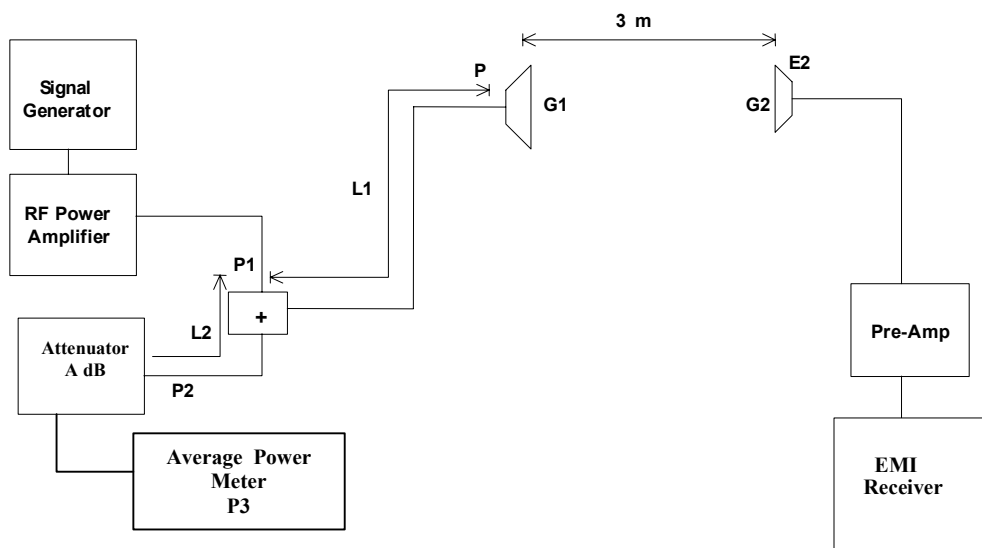 3 m
P
E2
G1
G2
Signal
Generator
L1
RF Power
Amplifier
P1
+
L2
Attenuator
A dB
P2
Pre-Amp
Average Power
Meter
P3
EMI
Receiver